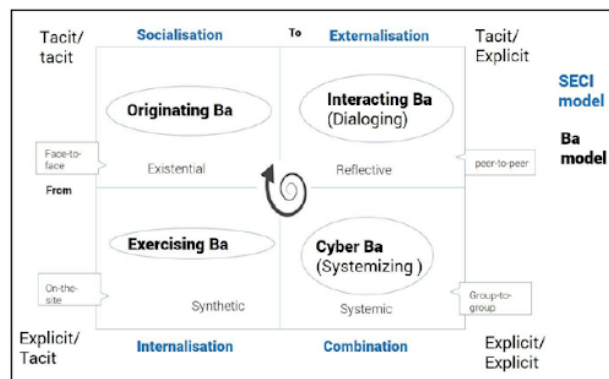 Socialisation
To
Externalisation
Tacit/
tacit
Tacit/
Explicit
Originating Ba
Interacting Ba
(Dialoging)
SECI
model
Ba
model
Face-to-
face
Existential
Reflective
peer-to-peer
From
Exercising Ba
Cyber Ba
(Systemizing )
On-the-
site
Synthetic
Systemic
Group-to-
group
Explicit/
Tacit
Internalisation
Combination
Explicit/
Explicit